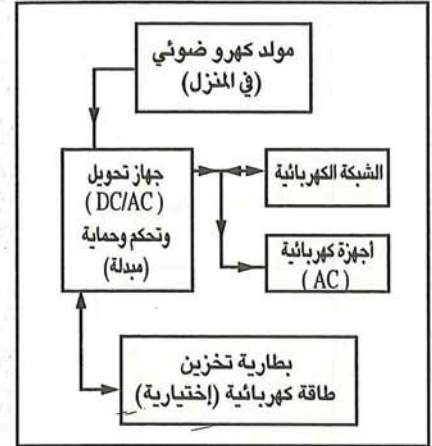 مولد كهرو ضوئي
(في المنزل)
جهاز تحويل
(DC/AC)
وتحكم وحماية
(مبدلة)
الشبكة الكهربائية
أجهزة كهربائية
(AC)
بطارية تخزين
طاقة كهربائية (إختيارية)